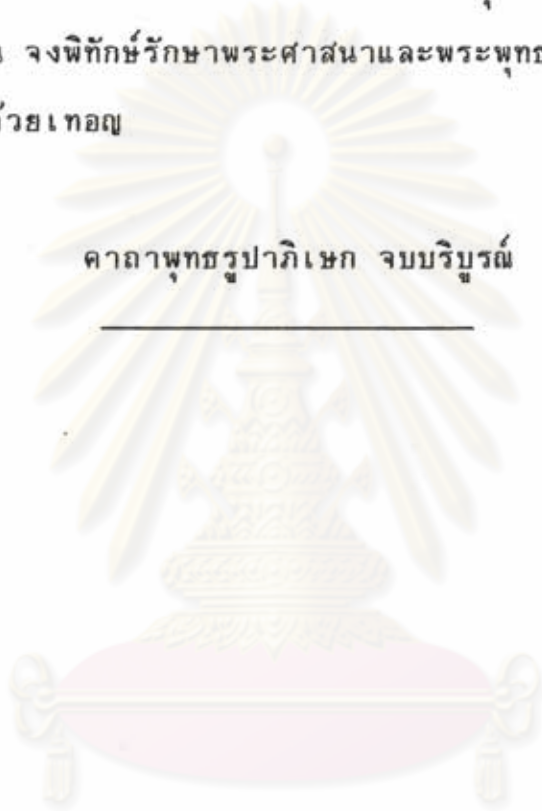 จงพิทักษ์รักษาพระศาสนาและพระพุทธ
ด้วยเทอญ
คาถาพุทธรูปาภิเษก จบบริบูรณ์